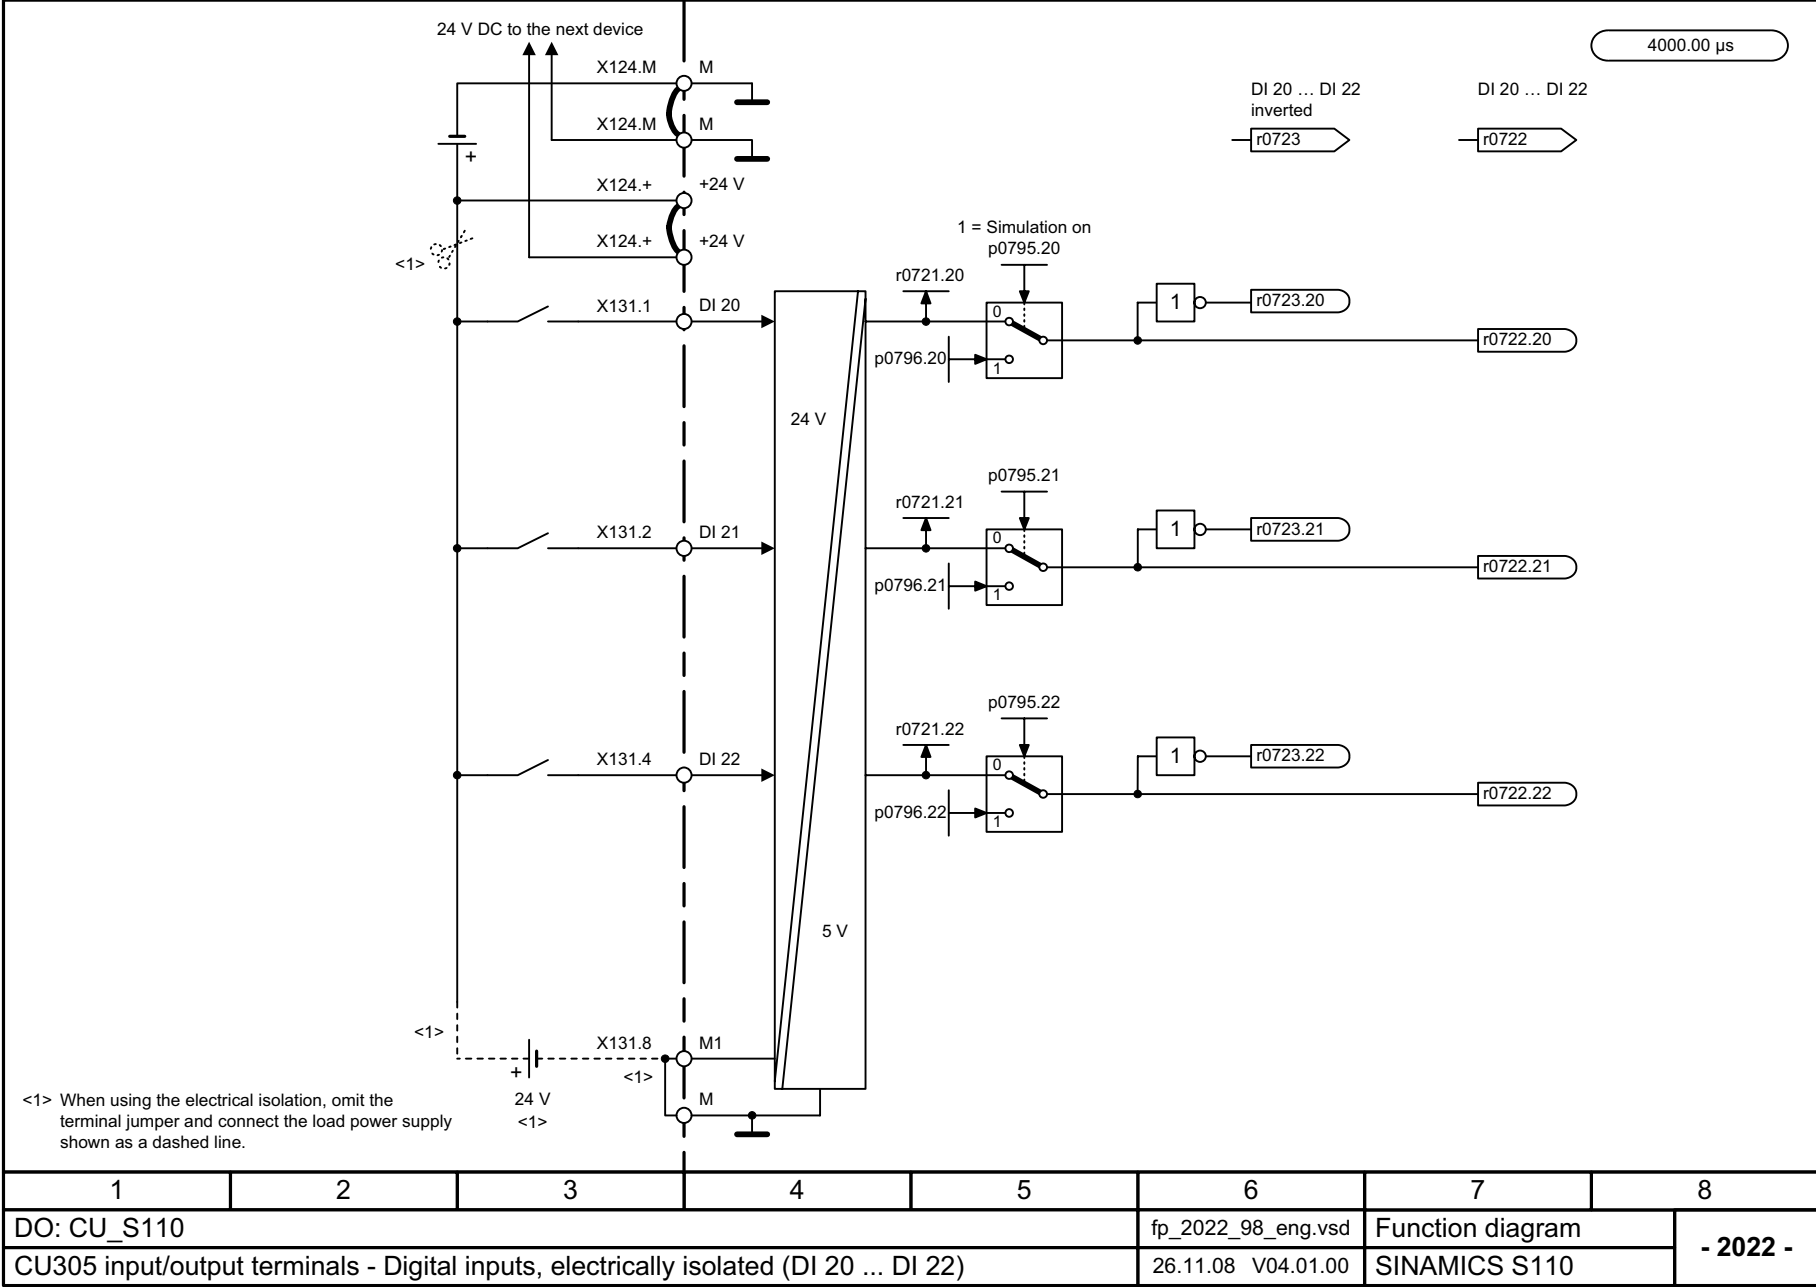 24 V DC to the next device
4000.00 µs
X124.M
M
DI 20 … DI 22
inverted
DI 20 … DI 22
X124.M
M
r0723
r0722
+
X124.+
+24 V
X124.+
+24 V
<1>
1 = Simulation on
p0795.20
r0721.20
X131.1
DI 20
0
1
r0723.20
r0722.20
p0796.20
1
24 V
p0795.21
r0721.21
X131.2
DI 21
0
1
r0723.21
r0722.21
p0796.21
1
p0795.22
r0721.22
X131.4
DI 22
0
1
r0723.22
r0722.22
p0796.22
1
5 V
<1>
X131.8
M1
+
<1>
24 V
<1>
M
<1> When using the electrical isolation, omit the
terminal jumper and connect the load power supply
shown as a dashed line.
1 2 3 4 5 6 7 8
DO: CU_S110
fp_2022_98_eng.vsd
Function diagram
- 2022 -
CU305 input/output terminals - Digital inputs, electrically isolated (DI 20 ... DI 22)
26.11.08 V04.01.00
SINAMICS S110